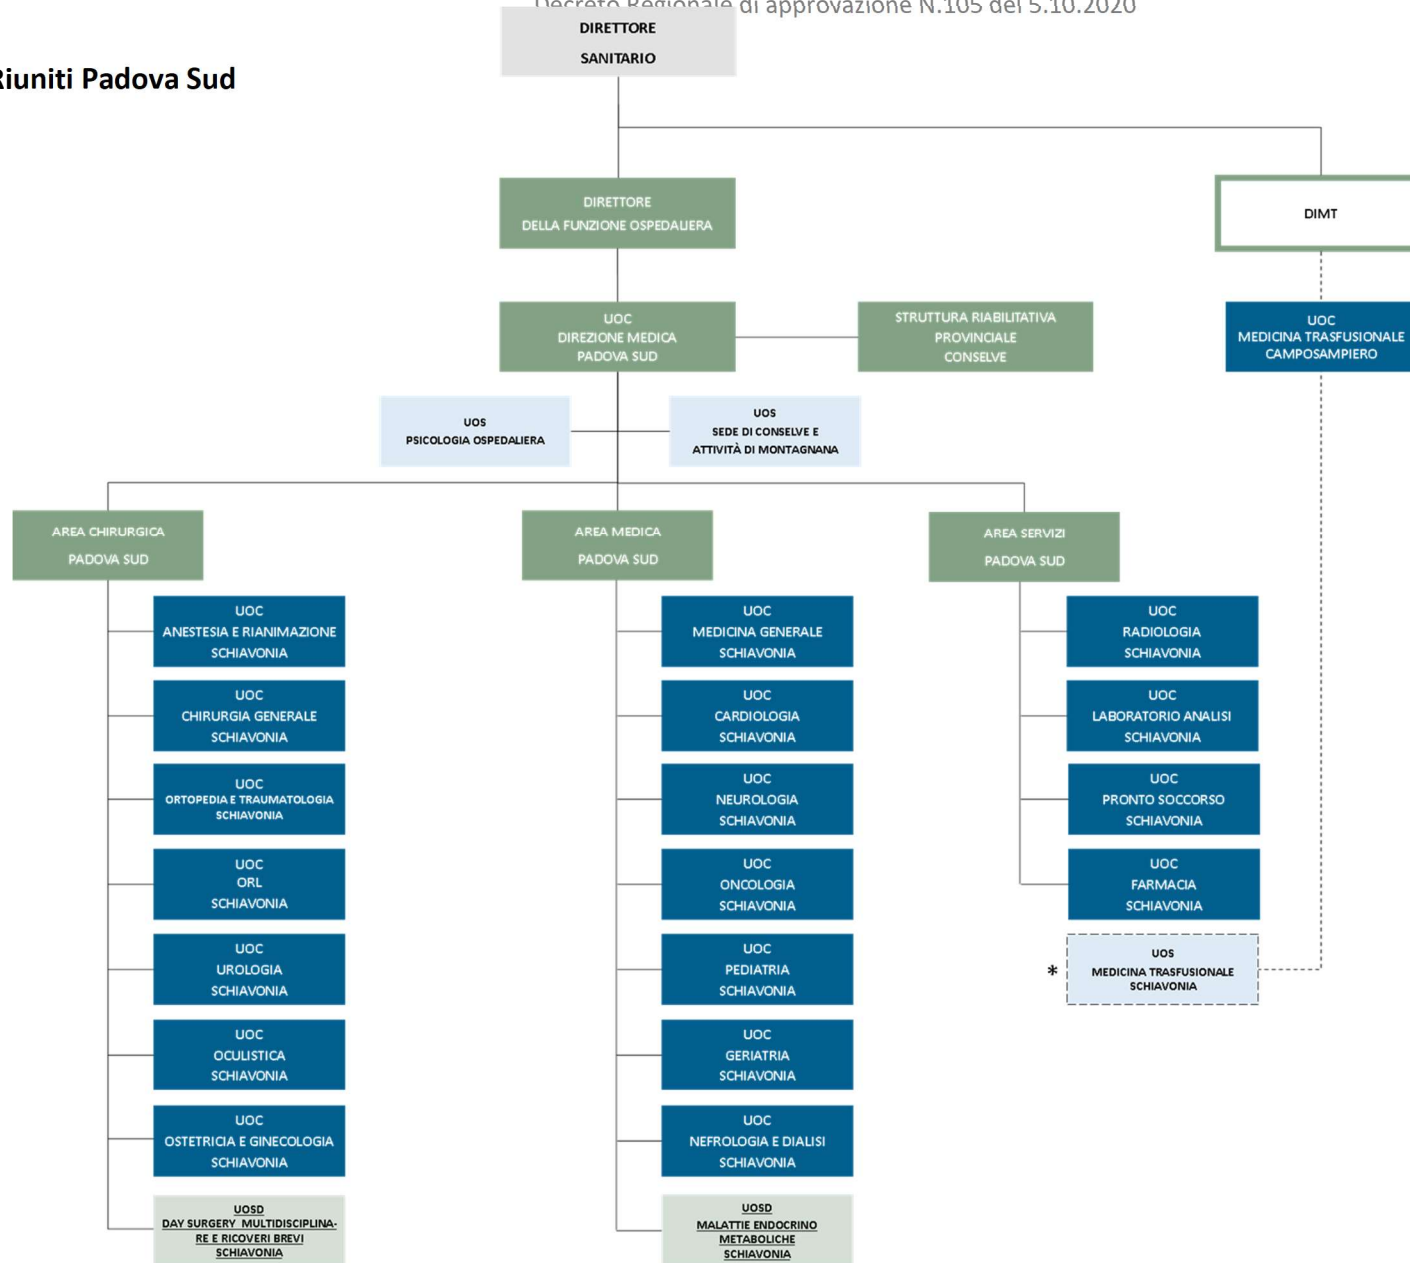 Decreto Regionale di approvazione N.105 del 5.10.2020
DIRETTORE
SANITARIO
Riuniti Padova Sud
DIRETTORE
DELLA FUNZIONE OSPEDALIERA
DIMT
UOC
DIREZIONE MEDICA
PADOVA SUD
STRUTTURA RIABILITATIVA
PROVINCIALE
CONSELVE
UOC
MEDICINA TRASFUSIONALE
CAMPOSAMPIERO
UOS
PSICOLOGIA OSPEDALIERA
UOS
SEDE DI CONSELVE E
ATTIVITÀ DI MONTAGNANA
AREA CHIRURGICA
PADOVA SUD
UOC
ANESTESIA E RIANIMAZIONE
SCHIAVONIA
UOC
CHIRURGIA GENERALE
SCHIAVONIA
UOC
ORTOPEDIA E TRAUMATOLOGIA
SCHIAVONIA
UOC
ORL
SCHIAVONIA
UOC
UROLOGIA
SCHIAVONIA
UOC
OCULISTICA
SCHIAVONIA
UOC
OSTETRICIA E GINECOLOGIA
SCHIAVONIA
UOSD
DAY SURGERY MULTIDISCIPLINA-
RE E RICOVERI BREVI
SCHIAVONIA
AREA MEDICA
PADOVA SUD
UOC
MEDICINA GENERALE
SCHIAVONIA
UOC
CARDIOLOGIA
SCHIAVONIA
UOC
NEUROLOGIA
SCHIAVONIA
UOC
ONCOLOGIA
SCHIAVONIA
UOC
PEDIATRIA
SCHIAVONIA
UOC
GERIATRIA
SCHIAVONIA
UOC
NEFROLOGIA E DIALISI
SCHIAVONIA
UOSD
MALATTIE ENDOCRINO
METABOLICHE
SCHIAVONIA
AREA SERVIZI
PADOVA SUD
UOC
RADIOLOGIA
SCHIAVONIA
UOC
LABORATORIO ANALISI
SCHIAVONIA
UOC
PRONTO SOCCORSO
SCHIAVONIA
UOC
FARMACIA
SCHIAVONIA
*
UOS
MEDICINA TRASFUSIONALE
SCHIAVONIA